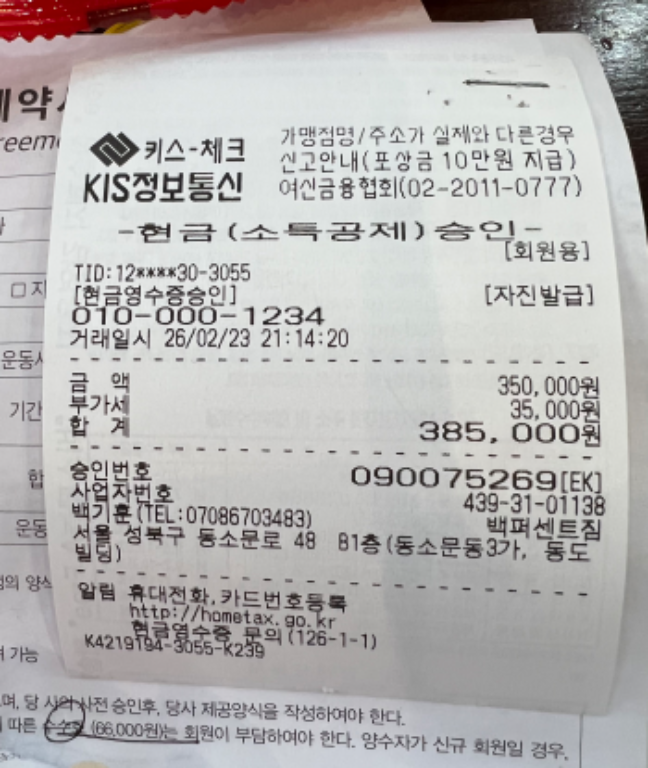 키스-체크
KIS정보통신
가맹점명/주소가 실제와 다른경우
신고안내(포상금 10만원 지급)
여신금융협회(02-2011-0777)
-현금(소득공제)승인-
[회원용]
TID:12****30-3055
[현금영수증승인] [자진발급]
010-000-1234
거래일시 26/02/23 21:14:20
금 액 350,000원
부가세 35,000원
합 계 385,000원
승인번호 090075269[EK]
사업자번호 439-31-01138
백기훈(TEL:07086703483) 백퍼센트짐
서울 성북구 동소문로 48 B1층(동소문동3가, 동도
빌딩)
알림 휴대전화,카드번호등록
http://hometax.go.kr
현금영수증 문의(126-1-1)
K4219194-3055-K239
운동
기간
합
운동
의 양식
가능
며, 당 사의 사전 승인후, 당사 제공양식을 작성하여야 한다.
따른 (66,000원)는 회원이 부담하여야 한다. 양수자가 신규 회원일 경우,